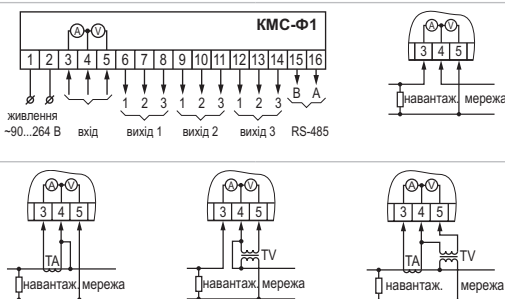 КМС-Ф1
A V
1 2 3 4 5 6 7 8 9 10 11 12 13 14 15 16
1 2 3 1 2 3 1 2 3 B A
живлення
~90...264 В вхід вихід 1 вихід 2 вихід 3 RS-485
A V
3 4 5
навантаж. мережа
A V
3 4 5
TA
навантаж. мережа
A V
3 4 5
TV
навантаж. мережа
A V
3 4 5
TA TV
навантаж. мережа